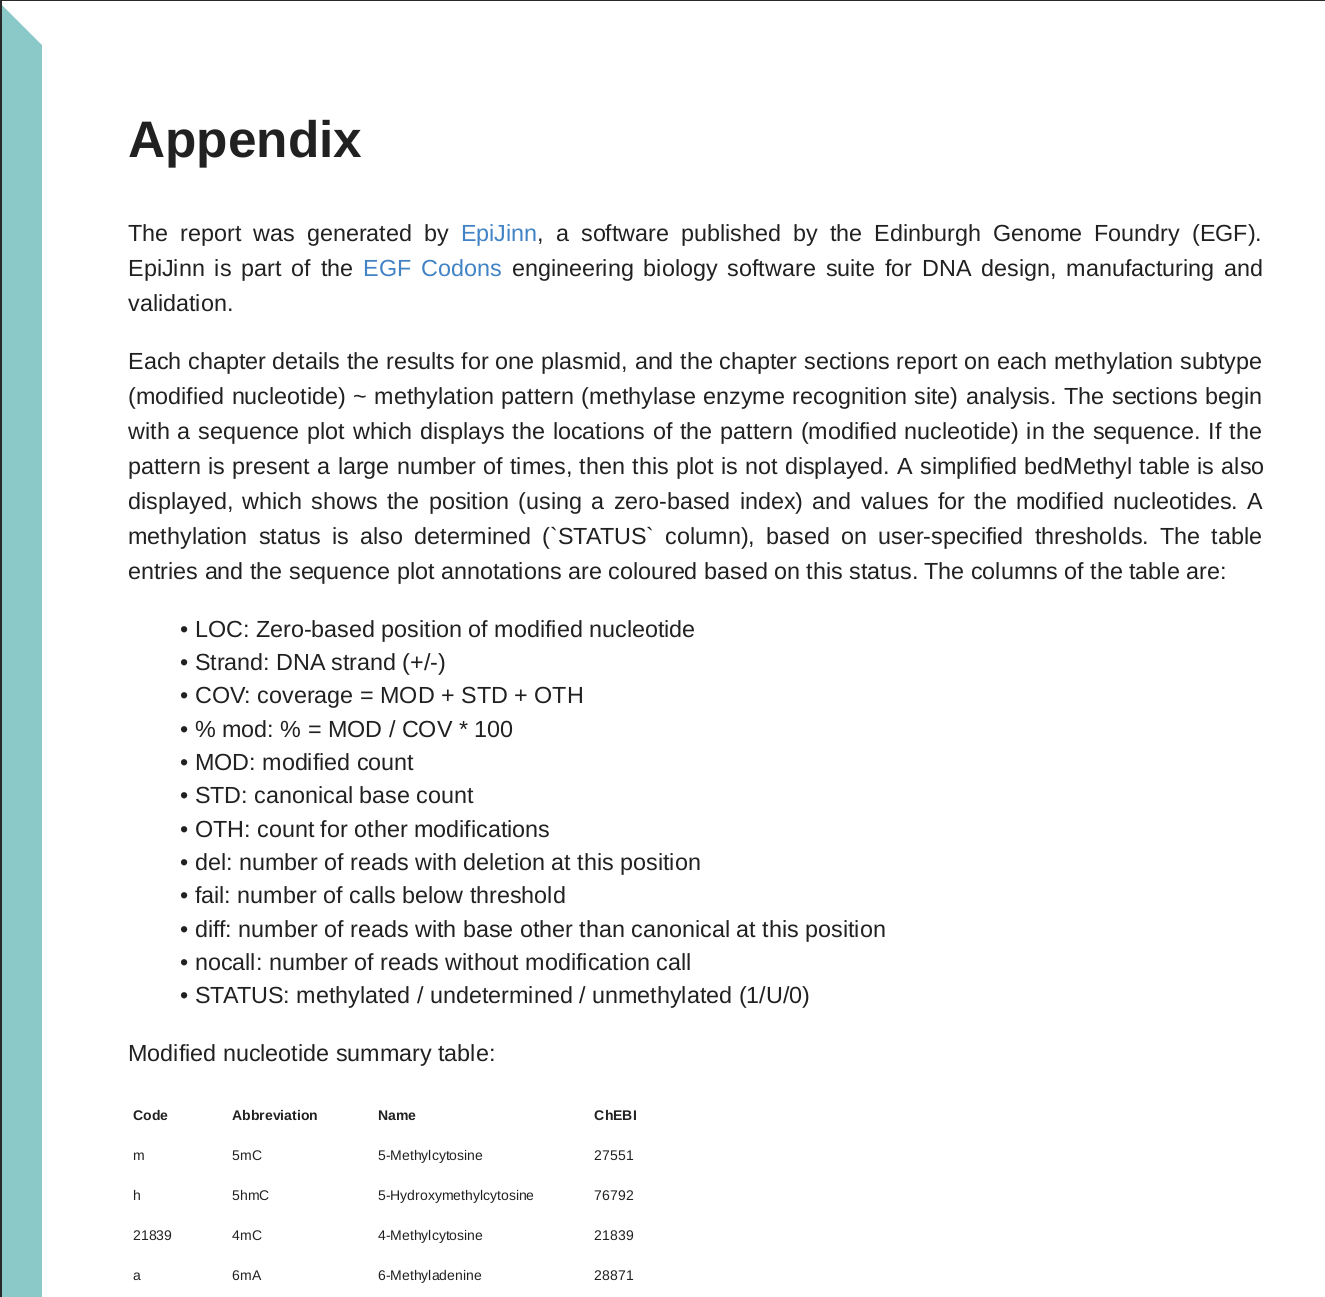 Appendix
The report was generated by EpiJinn, a software published by the Edinburgh Genome Foundry (EGF).
EpiJinn is part of the EGF Codons engineering biology software suite for DNA design, manufacturing and
validation.
Each chapter details the results for one plasmid, and the chapter sections report on each methylation subtype
(modified nucleotide) ~ methylation pattern (methylase enzyme recognition site) analysis. The sections begin
with a sequence plot which displays the locations of the pattern (modified nucleotide) in the sequence. If the
pattern is present a large number of times, then this plot is not displayed. A simplified bedMethyl table is also
displayed, which shows the position (using a zero-based index) and values for the modified nucleotides. A
methylation status is also determined (`STATUS` column), based on user-specified thresholds. The table
entries and the sequence plot annotations are coloured based on this status. The columns of the table are:
• LOC: Zero-based position of modified nucleotide
• Strand: DNA strand (+/-)
• COV: coverage = MOD + STD + OTH
• % mod: % = MOD / COV * 100
• MOD: modified count
• STD: canonical base count
• OTH: count for other modifications
• del: number of reads with deletion at this position
• fail: number of calls below threshold
• diff: number of reads with base other than canonical at this position
• nocall: number of reads without modification call
• STATUS: methylated / undetermined / unmethylated (1/U/0)
Modified nucleotide summary table:
Code Abbreviation Name ChEBI
m 5mC 5-Methylcytosine 27551
h 5hmC 5-Hydroxymethylcytosine 76792
21839 4mC 4-Methylcytosine 21839
a 6mA 6-Methyladenine 28871